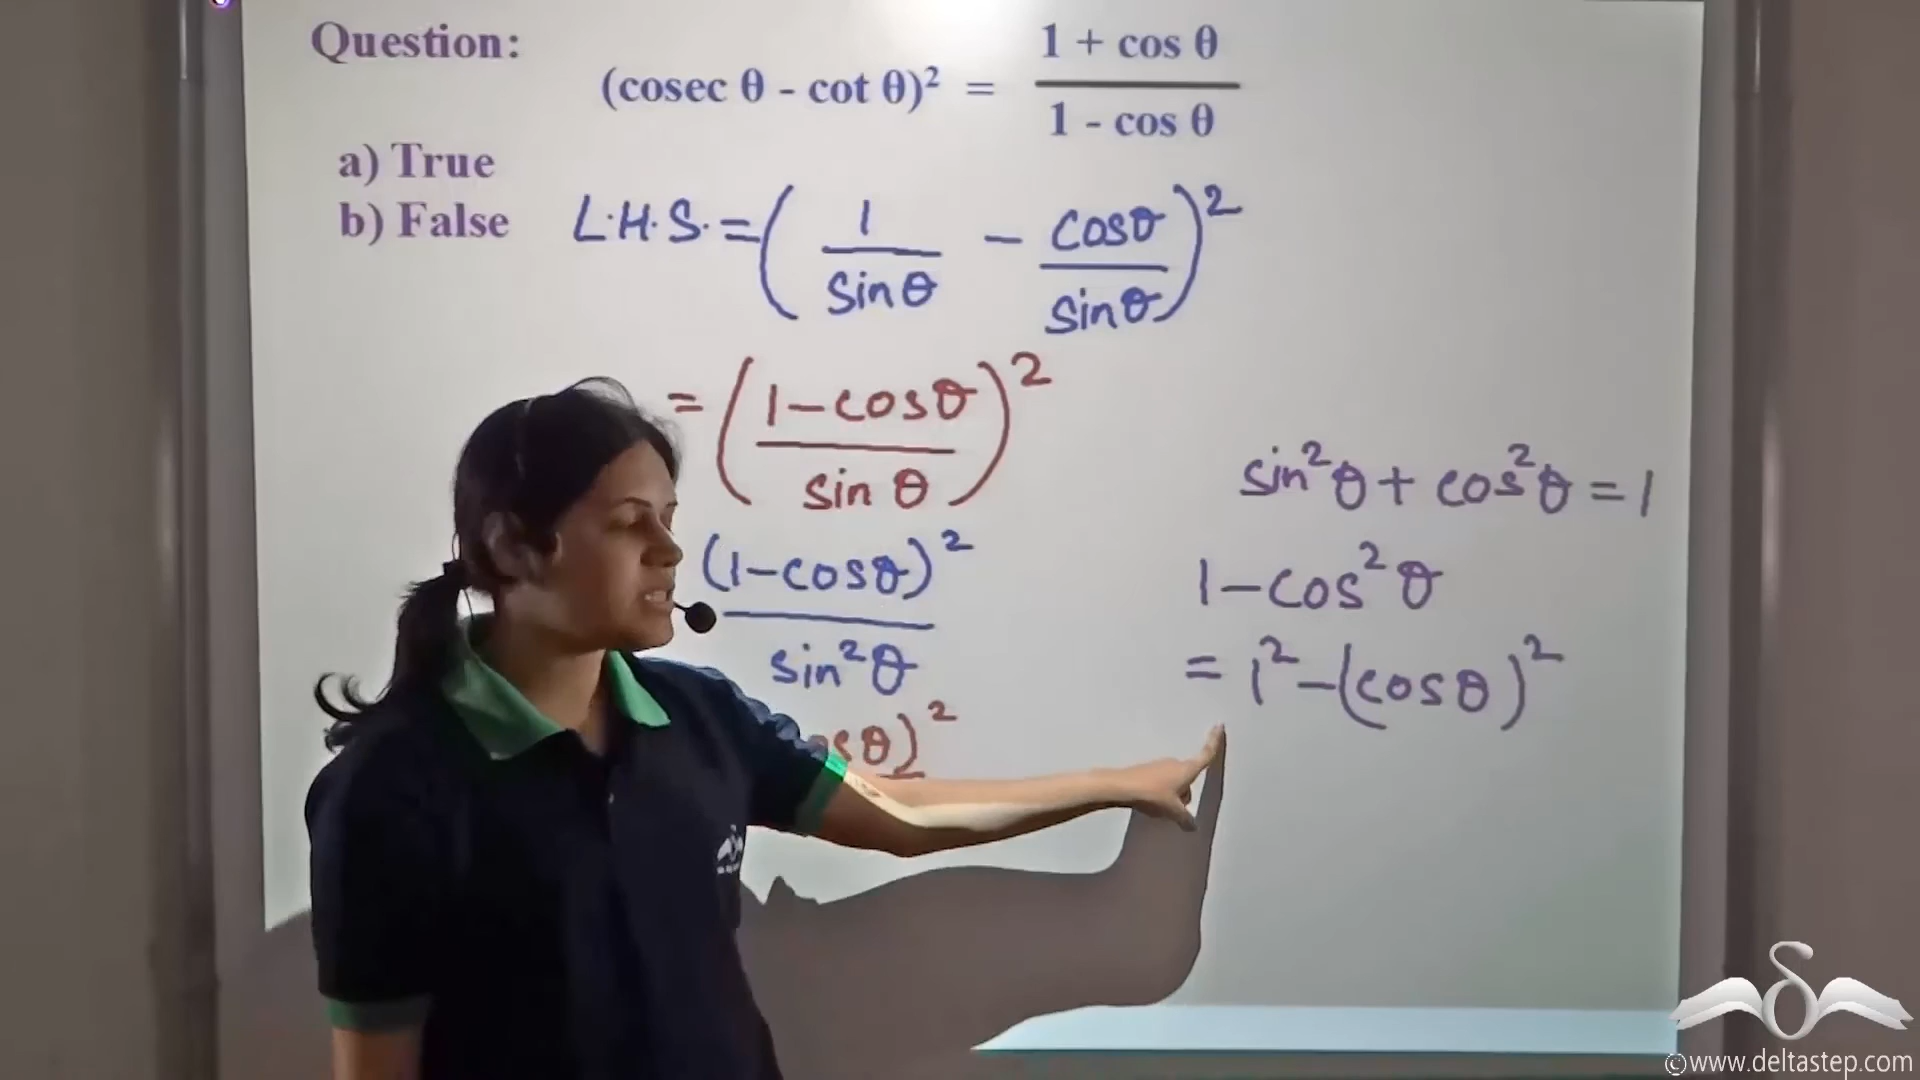 Question:
(cosec θ - cot θ)² = (1 + cos θ) / (1 - cos θ)
a) True
b) False
L.H.S. = (1/sinθ - cosθ/sinθ)²
= ((1-cosθ)/sin θ)²
(1-cosθ)²/sin²θ
θ)²
sin²θ + cos²θ = 1
1-cos²θ
= 1² - (cosθ)²
©www.deltastep.com